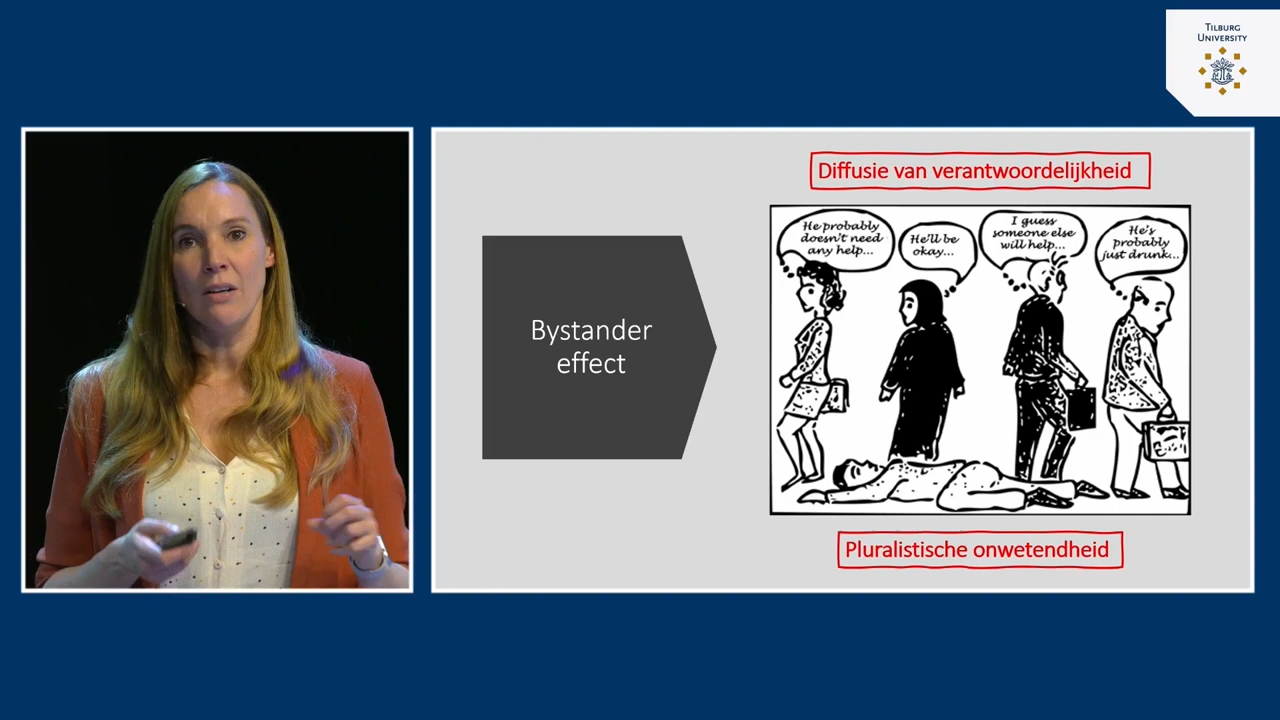 TILBURG
UNIVERSITY
Diffusie van verantwoordelijkheid
He probably
doesn't need
any help...
He'll be
okay...
I guess
someone else
will help...
He's
probably
just drunk...
Bystander
effect
Pluralistische onwetendheid